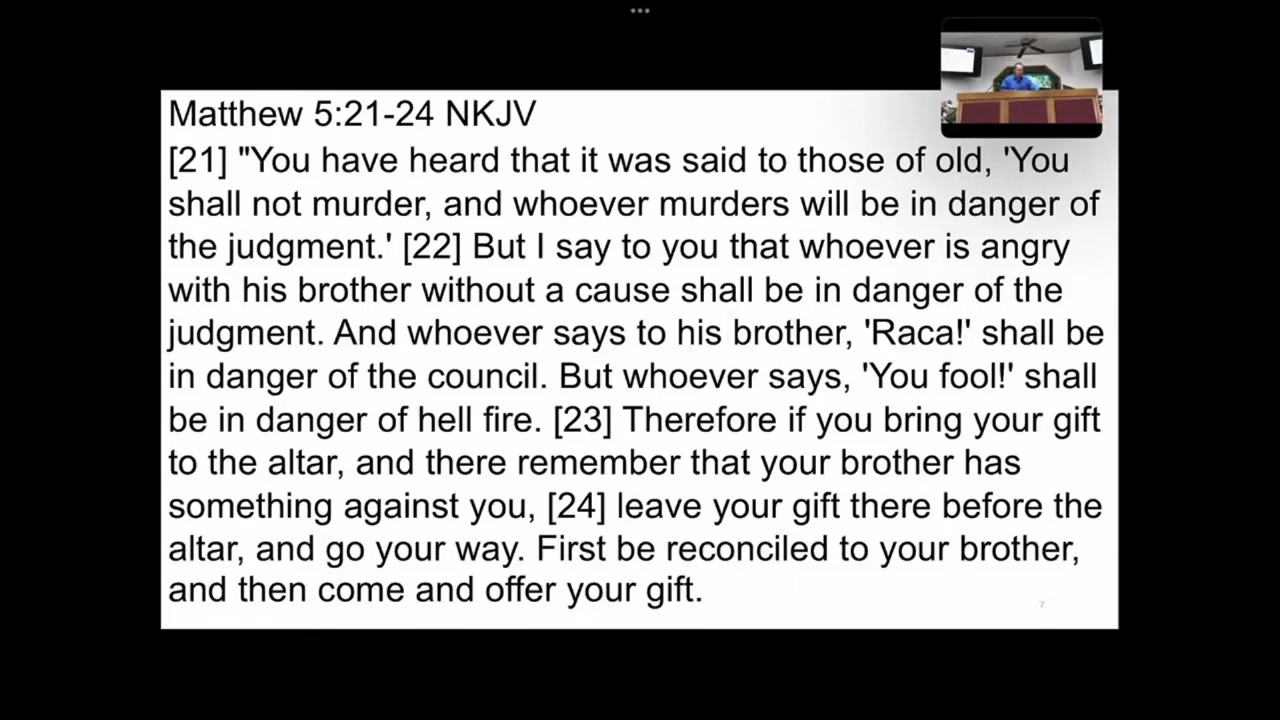 Matthew 5:21-24 NKJV
[21] "You have heard that it was said to those of old, 'You
shall not murder, and whoever murders will be in danger of
the judgment.' [22] But I say to you that whoever is angry
with his brother without a cause shall be in danger of the
judgment. And whoever says to his brother, 'Raca!' shall be
in danger of the council. But whoever says, 'You fool!' shall
be in danger of hell fire. [23] Therefore if you bring your gift
to the altar, and there remember that your brother has
something against you, [24] leave your gift there before the
altar, and go your way. First be reconciled to your brother,
and then come and offer your gift.
7